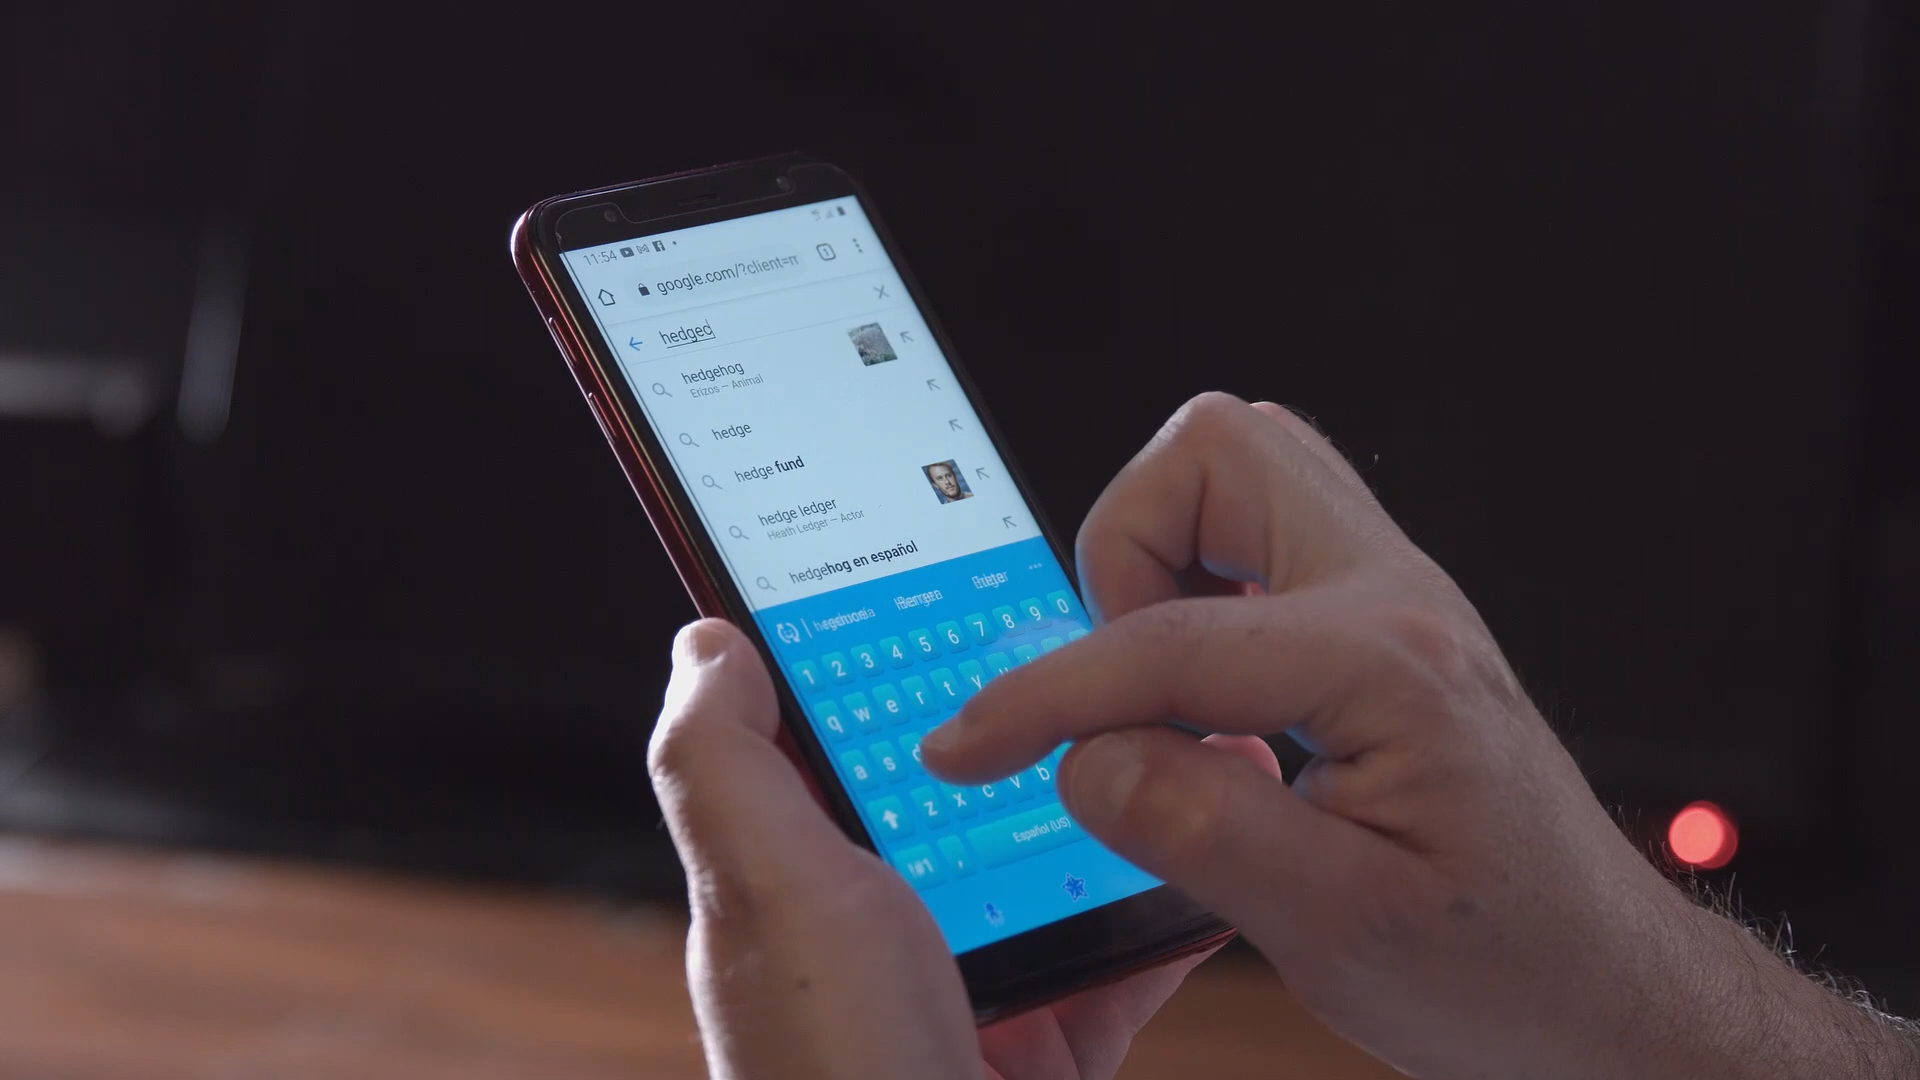 11:54
google.com/?client=m
hedgec
hedgehog
Erizos — Animal
hedge
hedge fund
hedge ledger
Heath Ledger — Actor
hedgehog en español
1 2 3 4 5 6 7 8 9 0
q w e r t y
a s d
z x c v b
!#1 , Español (US)